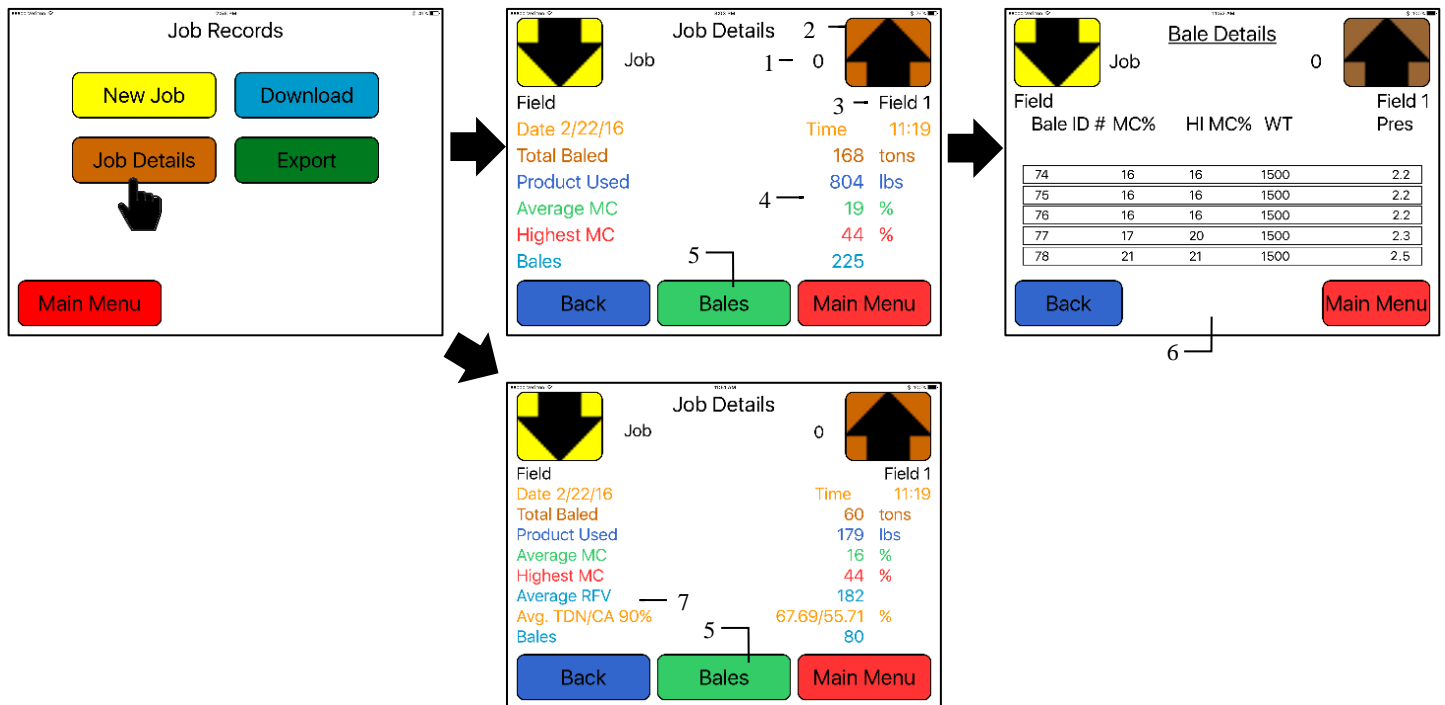 Job Records
New Job
Download
Job Details
Export
Main Menu
Job Details
2
Job
1
0
Field
3
Field 1
Date 2/22/16 Time 11:19
Total Baled 168 tons
Product Used 804 lbs
4
Average MC 19 %
Highest MC 44 %
5
Bales 225
Back Bales Main Menu
Bale Details
Job 0
Field Field 1
Bale ID # MC% HI MC% WT Pres
74 16 16 1500 2.2
75 16 16 1500 2.2
76 16 16 1500 2.2
77 17 20 1500 2.3
78 21 21 1500 2.5
Back Main Menu
6
Job Details
Job 0
Field Field 1
Date 2/22/16 Time 11:19
Total Baled 60 tons
Product Used 179 lbs
Average MC 16 %
Highest MC 44 %
Average RFV 182
7
Avg. TDN/CA 90% 67.69/55.71 %
5
Bales 80
Back Bales Main Menu